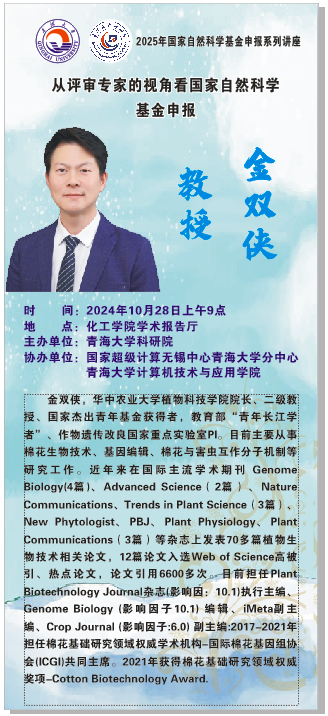 2025年国家自然科学基金申报系列讲座
从评审专家的视角看国家自然科学
基金申报
金双侠
教授
时 间：2024年10月28日上午9点
地 点：化工学院学术报告厅
主办单位：青海大学科研院
协办单位：国家超级计算无锡中心青海大学分中心
青海大学计算机技术与应用学院
金双侠，华中农业大学植物科技学院院长、二级教
授、国家杰出青年基金获得者，教育部“青年长江学
者”、作物遗传改良国家重点实验室PI。目前主要从事
棉花生物技术、基因编辑、棉花与害虫互作分子机制等
研究工作。近年来在国际主流学术期刊 Genome
Biology(4篇)、Advanced Science（2篇）、Nature
Communications、Trends in Plant Science（3篇）、
New Phytologist、PBJ、Plant Physiology、Plant
Communications（3篇）等杂志上发表70多篇植物生
物技术相关论文，12篇论文入选Web of Science高被
引、热点论文，论文引用6600多次。目前担任Plant
Biotechnology Journal杂志(影响因：10.1)执行主编、
Genome Biology (影响因子10.1) 编辑、iMeta副主
编、Crop Journal (影响因子:6.0) 副主编:2017-2021年
担任棉花基础研究领域权威学术机构-国际棉花基因组协
会(ICGI)共同主席。2021年获得棉花基础研究领域权威
奖项-Cotton Biotechnology Award.